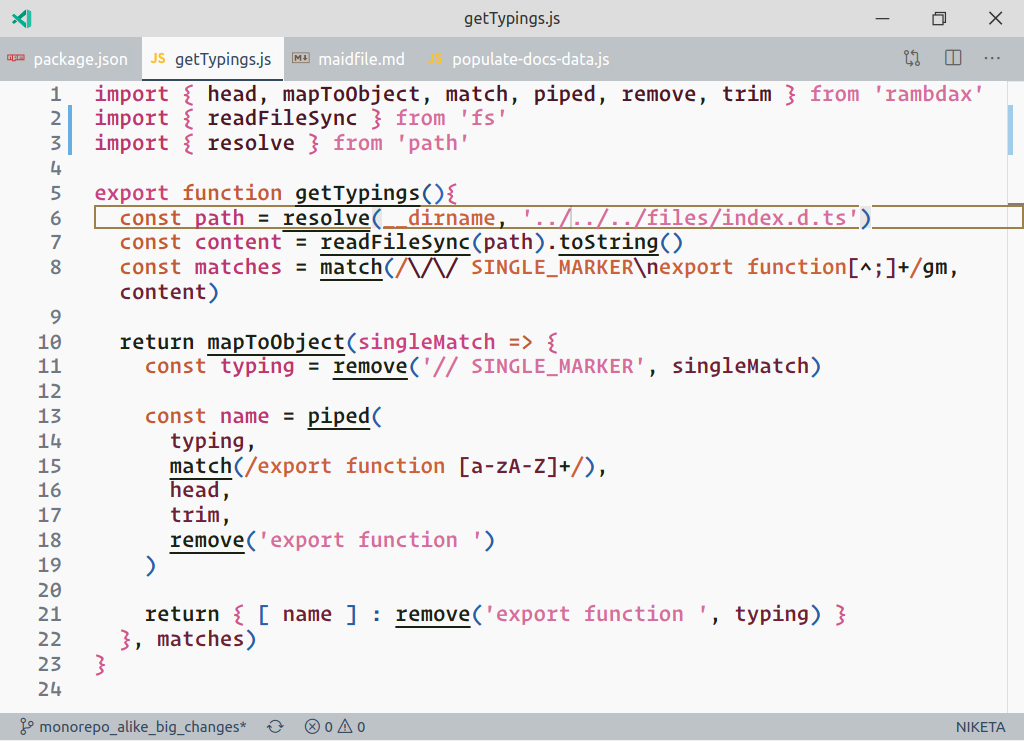 getTypings.js
npm package.json JS getTypings.js M↓ maidfile.md JS populate-docs-data.js ···
1 import { head, mapToObject, match, piped, remove, trim } from 'rambdax'
2 import { readFileSync } from 'fs'
3 import { resolve } from 'path'
4
5 export function getTypings(){
6 const path = resolve(__dirname, '../../../files/index.d.ts')
7 const content = readFileSync(path).toString()
8 const matches = match(/\/\/ SINGLE_MARKER\nexport function[^;]+/gm,
content)
9
10 return mapToObject(singleMatch => {
11 const typing = remove('// SINGLE_MARKER', singleMatch)
12
13 const name = piped(
14 typing,
15 match(/export function [a-zA-Z]+/),
16 head,
17 trim,
18 remove('export function ')
19 )
20
21 return { [ name ] : remove('export function ', typing) }
22 }, matches)
23 }
24
monorepo_alike_big_changes* 0 0 NIKETA